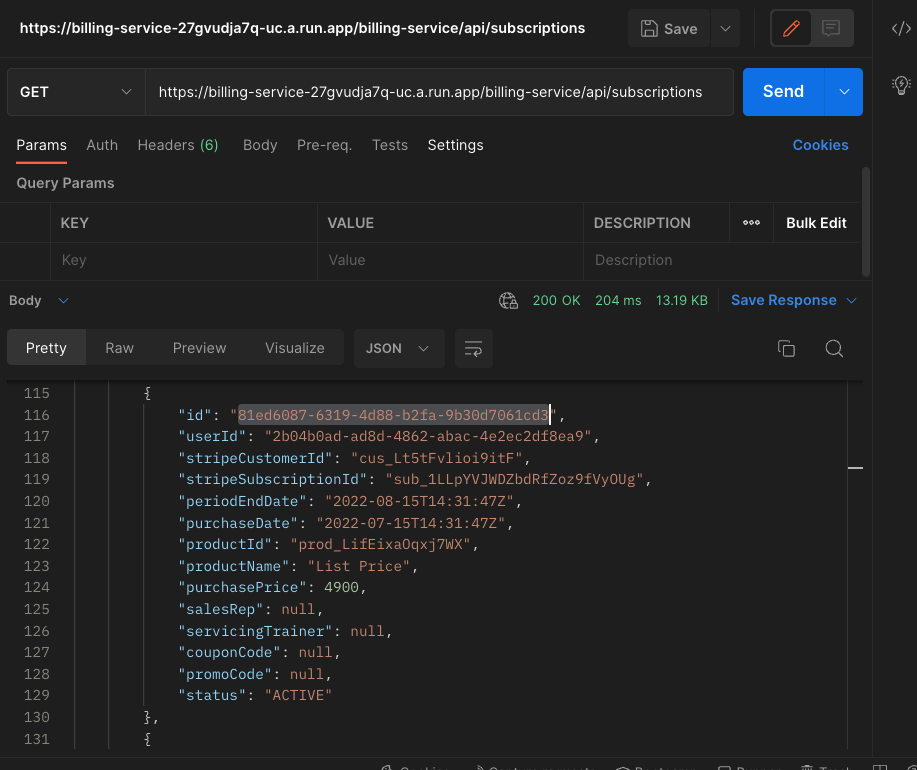 https://billing-service-27gvudja7q-uc.a.run.app/billing-service/api/subscriptions
Save
GET
https://billing-service-27gvudja7q-uc.a.run.app/billing-service/api/subscriptions
Send
Params Auth Headers (6) Body Pre-req. Tests Settings Cookies
Query Params
KEY VALUE DESCRIPTION Bulk Edit
Key Value Description
Body 200 OK 204 ms 13.19 KB Save Response
Pretty Raw Preview Visualize JSON
115 {
116 "id": "81ed6087-6319-4d88-b2fa-9b30d7061cd3",
117 "userId": "2b04b0ad-ad8d-4862-abac-4e2ec2df8ea9",
118 "stripeCustomerId": "cus_Lt5tFvlioi9itF",
119 "stripeSubscriptionId": "sub_1LLpYVJWDZbdRfZoz9fVyOUg",
120 "periodEndDate": "2022-08-15T14:31:47Z",
121 "purchaseDate": "2022-07-15T14:31:47Z",
122 "productId": "prod_LifEixaOqxj7WX",
123 "productName": "List Price",
124 "purchasePrice": 4900,
125 "salesRep": null,
126 "servicingTrainer": null,
127 "couponCode": null,
128 "promoCode": null,
129 "status": "ACTIVE"
130 },
131 {